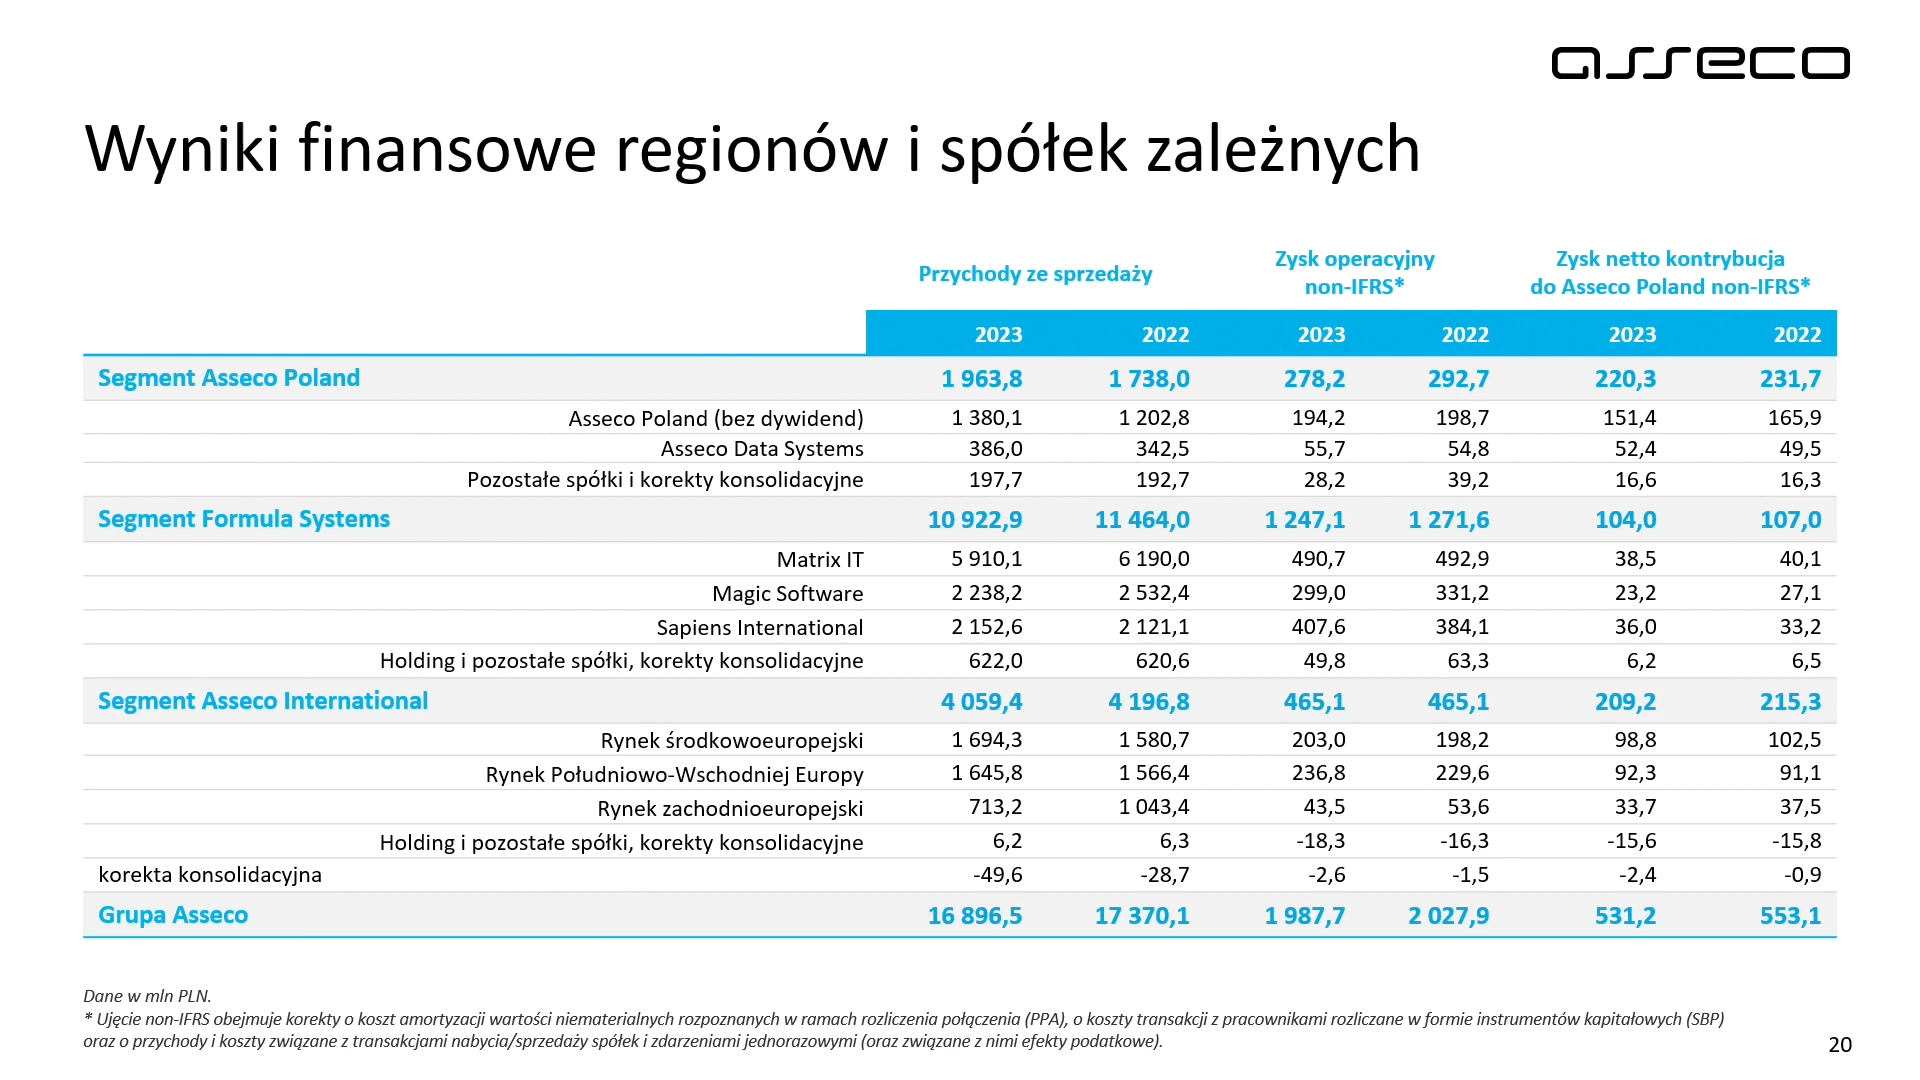 asseco
Wyniki finansowe regionów i spółek zależnych
Przychody ze sprzedaży
Zysk operacyjny
non-IFRS*
Zysk netto kontrybucja
do Asseco Poland non-IFRS*
2023 2022 2023 2022 2023 2022
Segment Asseco Poland 1 963,8 1 738,0 278,2 292,7 220,3 231,7
Asseco Poland (bez dywidend) 1 380,1 1 202,8 194,2 198,7 151,4 165,9
Asseco Data Systems 386,0 342,5 55,7 54,8 52,4 49,5
Pozostałe spółki i korekty konsolidacyjne 197,7 192,7 28,2 39,2 16,6 16,3
Segment Formula Systems 10 922,9 11 464,0 1 247,1 1 271,6 104,0 107,0
Matrix IT 5 910,1 6 190,0 490,7 492,9 38,5 40,1
Magic Software 2 238,2 2 532,4 299,0 331,2 23,2 27,1
Sapiens International 2 152,6 2 121,1 407,6 384,1 36,0 33,2
Holding i pozostałe spółki, korekty konsolidacyjne 622,0 620,6 49,8 63,3 6,2 6,5
Segment Asseco International 4 059,4 4 196,8 465,1 465,1 209,2 215,3
Rynek środkowoeuropejski 1 694,3 1 580,7 203,0 198,2 98,8 102,5
Rynek Południowo-Wschodniej Europy 1 645,8 1 566,4 236,8 229,6 92,3 91,1
Rynek zachodnioeuropejski 713,2 1 043,4 43,5 53,6 33,7 37,5
Holding i pozostałe spółki, korekty konsolidacyjne 6,2 6,3 -18,3 -16,3 -15,6 -15,8
korekta konsolidacyjna -49,6 -28,7 -2,6 -1,5 -2,4 -0,9
Grupa Asseco 16 896,5 17 370,1 1 987,7 2 027,9 531,2 553,1
Dane w mln PLN.
* Ujęcie non-IFRS obejmuje korekty o koszt amortyzacji wartości niematerialnych rozpoznanych w ramach rozliczenia połączenia (PPA), o koszty transakcji z pracownikami rozliczane w formie instrumentów kapitałowych (SBP)
oraz o przychody i koszty związane z transakcjami nabycia/sprzedaży spółek i zdarzeniami jednorazowymi (oraz związane z nimi efekty podatkowe).
20